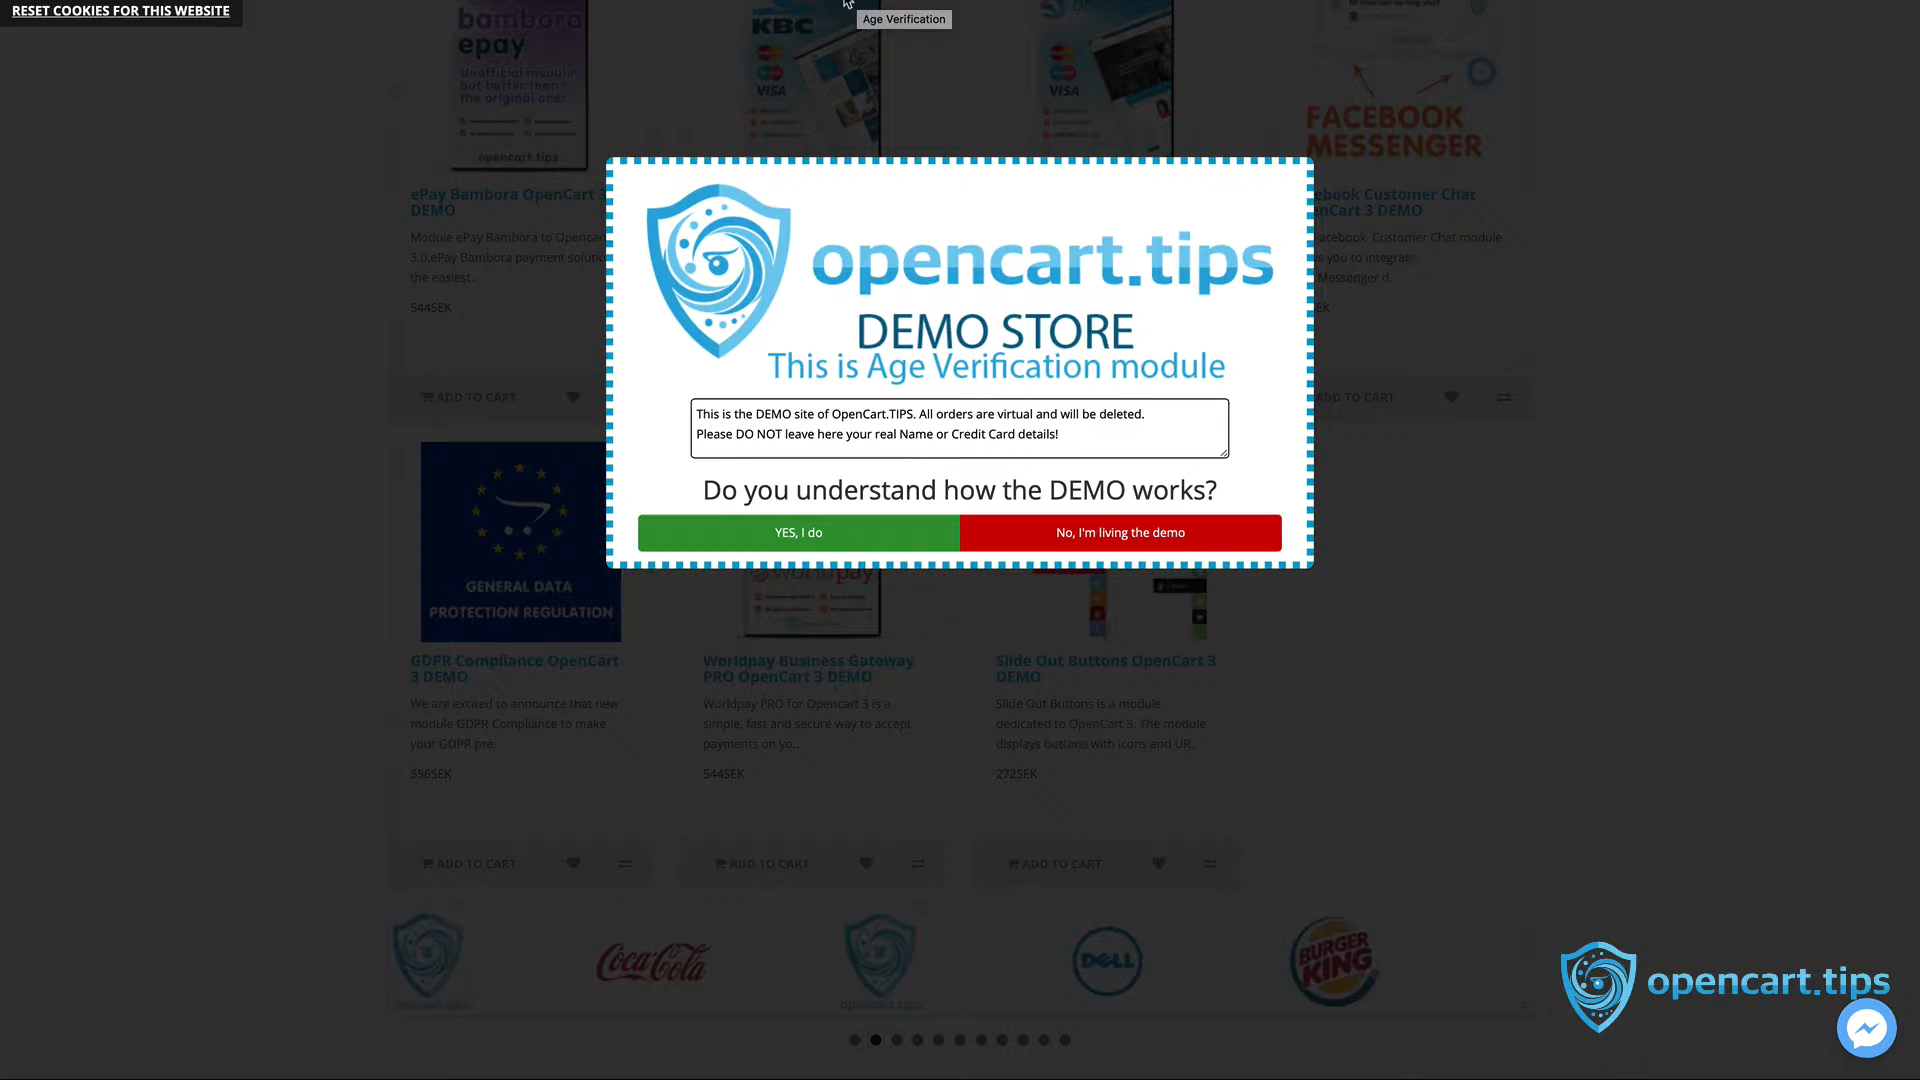 RESET COOKIES FOR THIS WEBSITE
Age Verification
bambora
epay
Unofficial module
but better than
the original one!
opencart.tips
KBC
VISA
VISA
FACEBOOK
MESSENGER
ePay Bambora OpenCart 3
DEMO
Module ePay Bambora to Opencart
3.0.ePay Bambora payment solutio
the easiest..
544SEK
ebook Customer Chat
nCart 3 DEMO
Facebook Customer Chat module
s you to integrat
Messenger d..
EK
ADD TO CART
ADD TO CART
opencart.tips
DEMO STORE
This is Age Verification module
This is the DEMO site of OpenCart.TIPS. All orders are virtual and will be deleted.
Please DO NOT leave here your real Name or Credit Card details!
Do you understand how the DEMO works?
YES, I do
No, I'm living the demo
GENERAL DATA
PROTECTION REGULATION
worldpay
GDPR Compliance OpenCart
3 DEMO
We are excited to announce that new
module GDPR Compliance to make
your GDPR pre..
556SEK
Worldpay Business Gateway
PRO OpenCart 3 DEMO
Worldpay PRO for Opencart 3 is a
simple, fast and secure way to accept
payments on yo..
544SEK
Slide Out Buttons OpenCart 3
DEMO
Slide Out Buttons is a module
dedicated to OpenCart 3. The module
displays buttons with icons and UR..
272SEK
ADD TO CART
ADD TO CART
ADD TO CART
opencart.tips
Coca-Cola
opencart.tips
DELL
BURGER
KING
opencart.tips